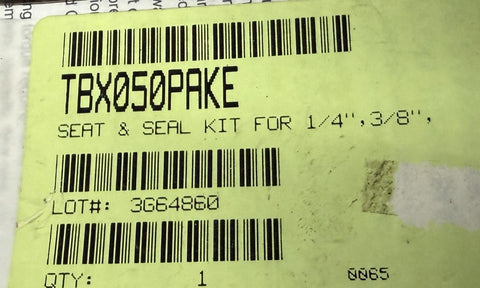 TBX050PAKE
SEAT & SEAL KIT FOR 1/4",3/8",
LOT#: 3G64860
QTY: 1 0065